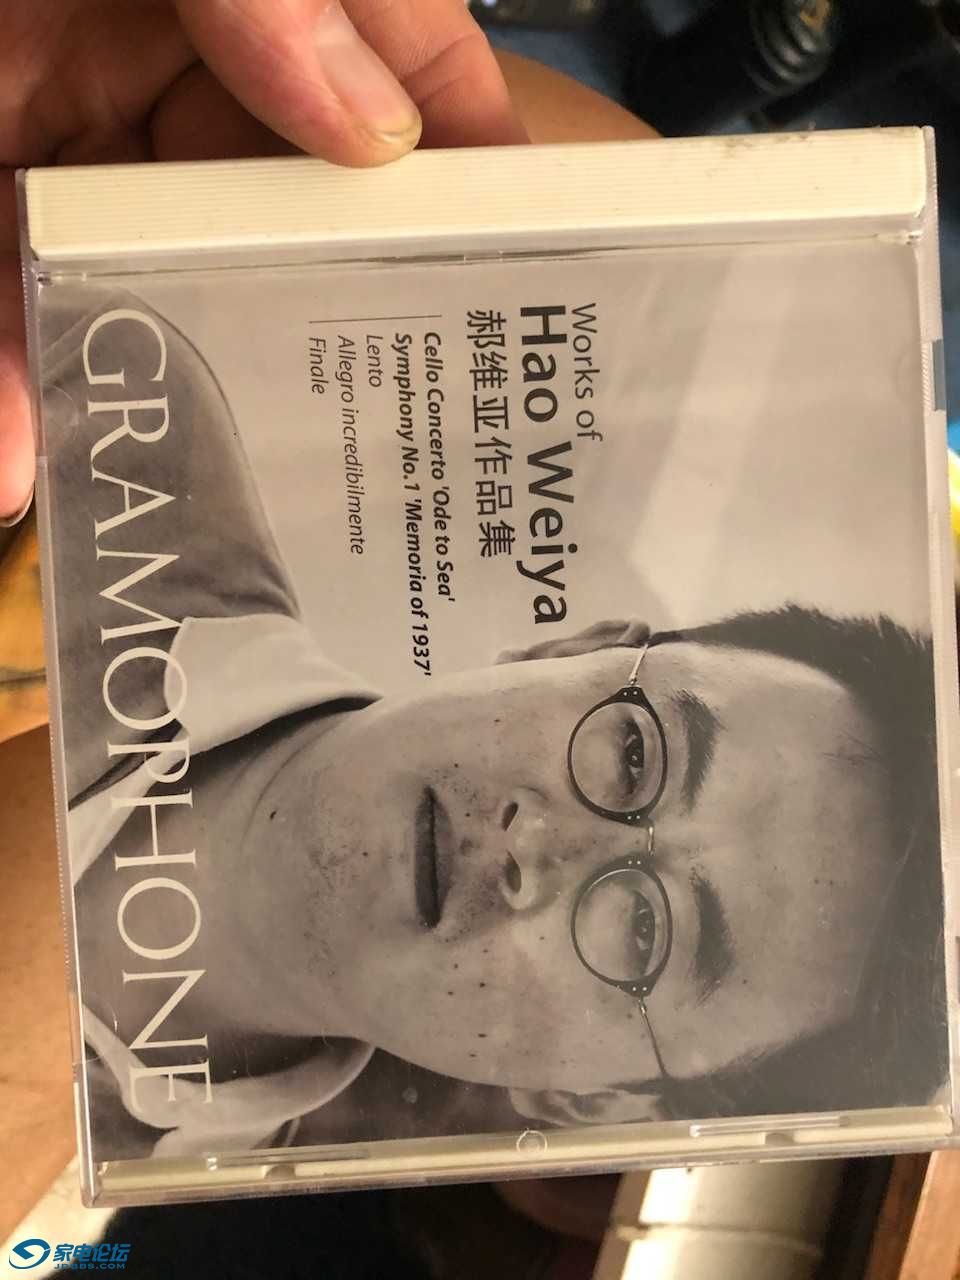 Works of
Hao Weiya
郝维亚作品集
Cello Concerto 'Ode to Sea'
Symphony No.1 'Memoria of 1937'
Lento
Allegro incredibilmente
Finale
GRAMOPHONE
家电论坛
JDBBS.COM